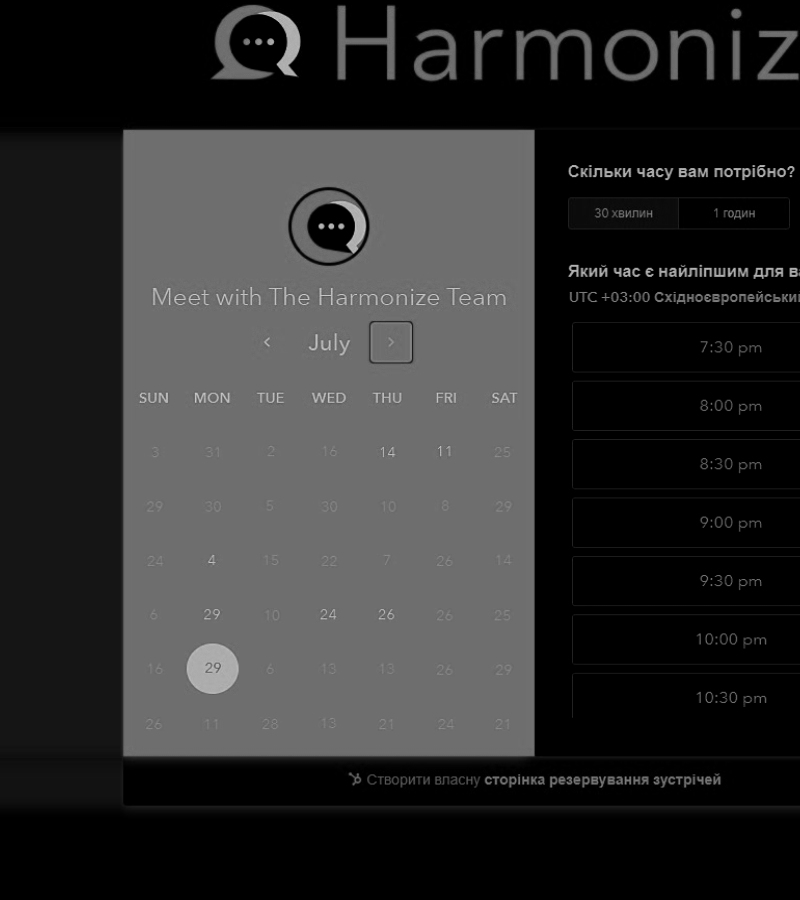 Harmoniz
Meet with The Harmonize Team
July
SUN MON TUE WED THU FRI SAT
3 31 2 16 14 11 25
29 30 5 30 10 8 29
24 4 15 22 7 26 14
6 29 10 24 26 26 25
16 29 6 13 13 26 29
26 11 28 13 21 24 21
Скільки часу вам потрібно?
30 хвилин 1 годин
Який час є найліпшим для ва
UTC +03:00 Східноєвропейськи
7:30 pm
8:00 pm
8:30 pm
9:00 pm
9:30 pm
10:00 pm
10:30 pm
Створити власну сторінка резервування зустрічей